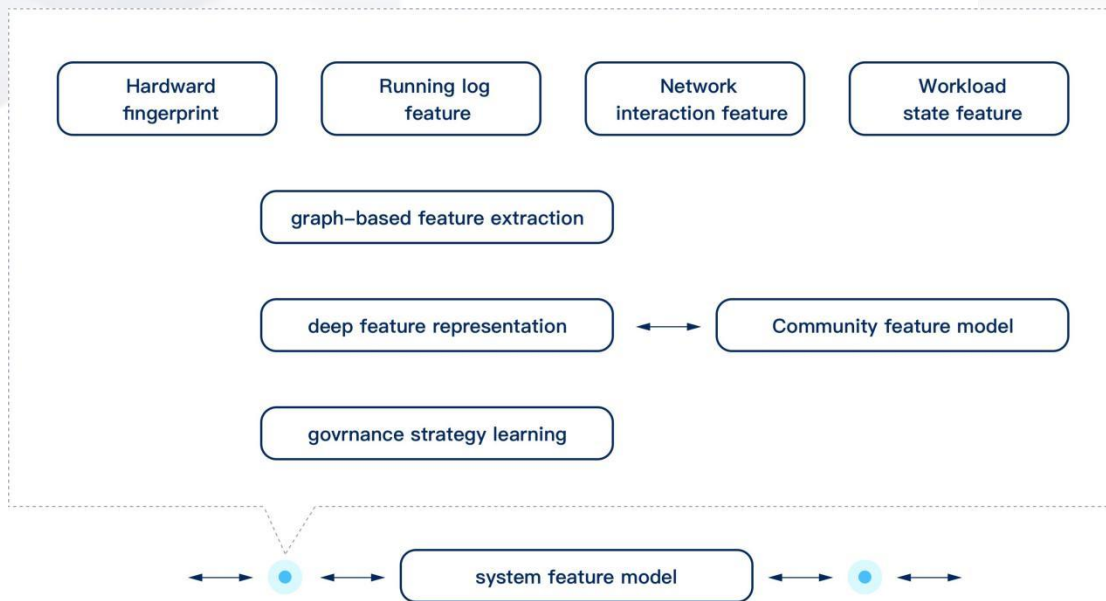 Hardward
fingerprint
Running log
feature
Network
interaction feature
Workload
state feature
graph-based feature extraction
deep feature representation
Community feature model
govrnance strategy learning
system feature model